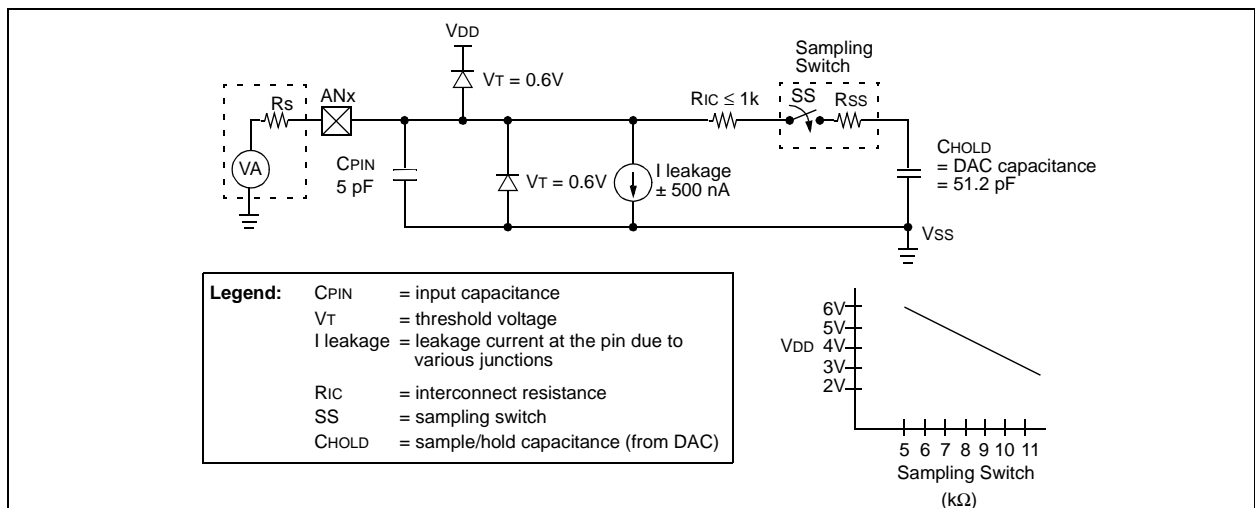 VDD
Sampling
Switch
VT = 0.6V
Rs
ANx
RIC ≤ 1k
SS
RSS
VA
CPIN
5 pF
VT = 0.6V
I leakage
± 500 nA
CHOLD
= DAC capacitance
= 51.2 pF
VSS
Legend:
CPIN = input capacitance
VT = threshold voltage
I leakage = leakage current at the pin due to
various junctions
RIC = interconnect resistance
SS = sampling switch
CHOLD = sample/hold capacitance (from DAC)
VDD
6V
5V
4V
3V
2V
5 6 7 8 9 10 11
Sampling Switch
(kΩ)